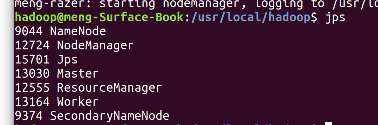 meng-razer: starting nodemanager, logging to /usr/lo
hadoop@meng-Surface-Book:/usr/local/hadoop$ jps
9044 NameNode
12724 NodeManager
15701 Jps
13030 Master
12555 ResourceManager
13164 Worker
9374 SecondaryNameNode